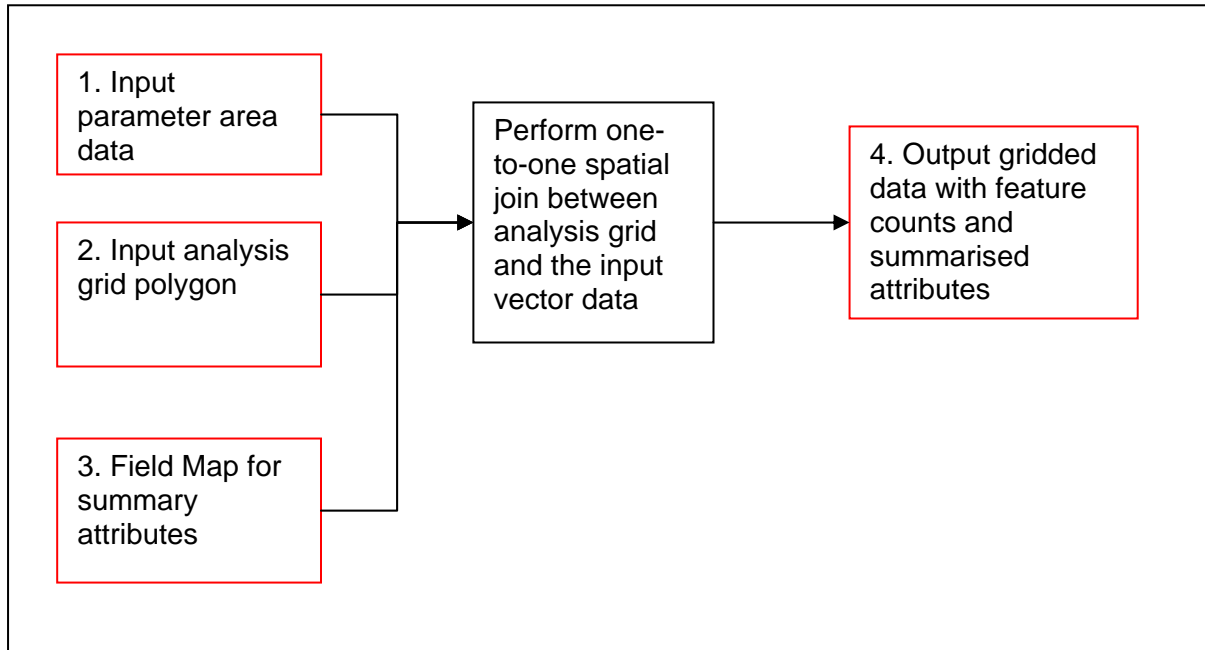 1. Input
parameter area
data
2. Input analysis
grid polygon
3. Field Map for
summary
attributes
Perform one-
to-one spatial
join between
analysis grid
and the input
vector data
4. Output gridded
data with feature
counts and
summarised
attributes